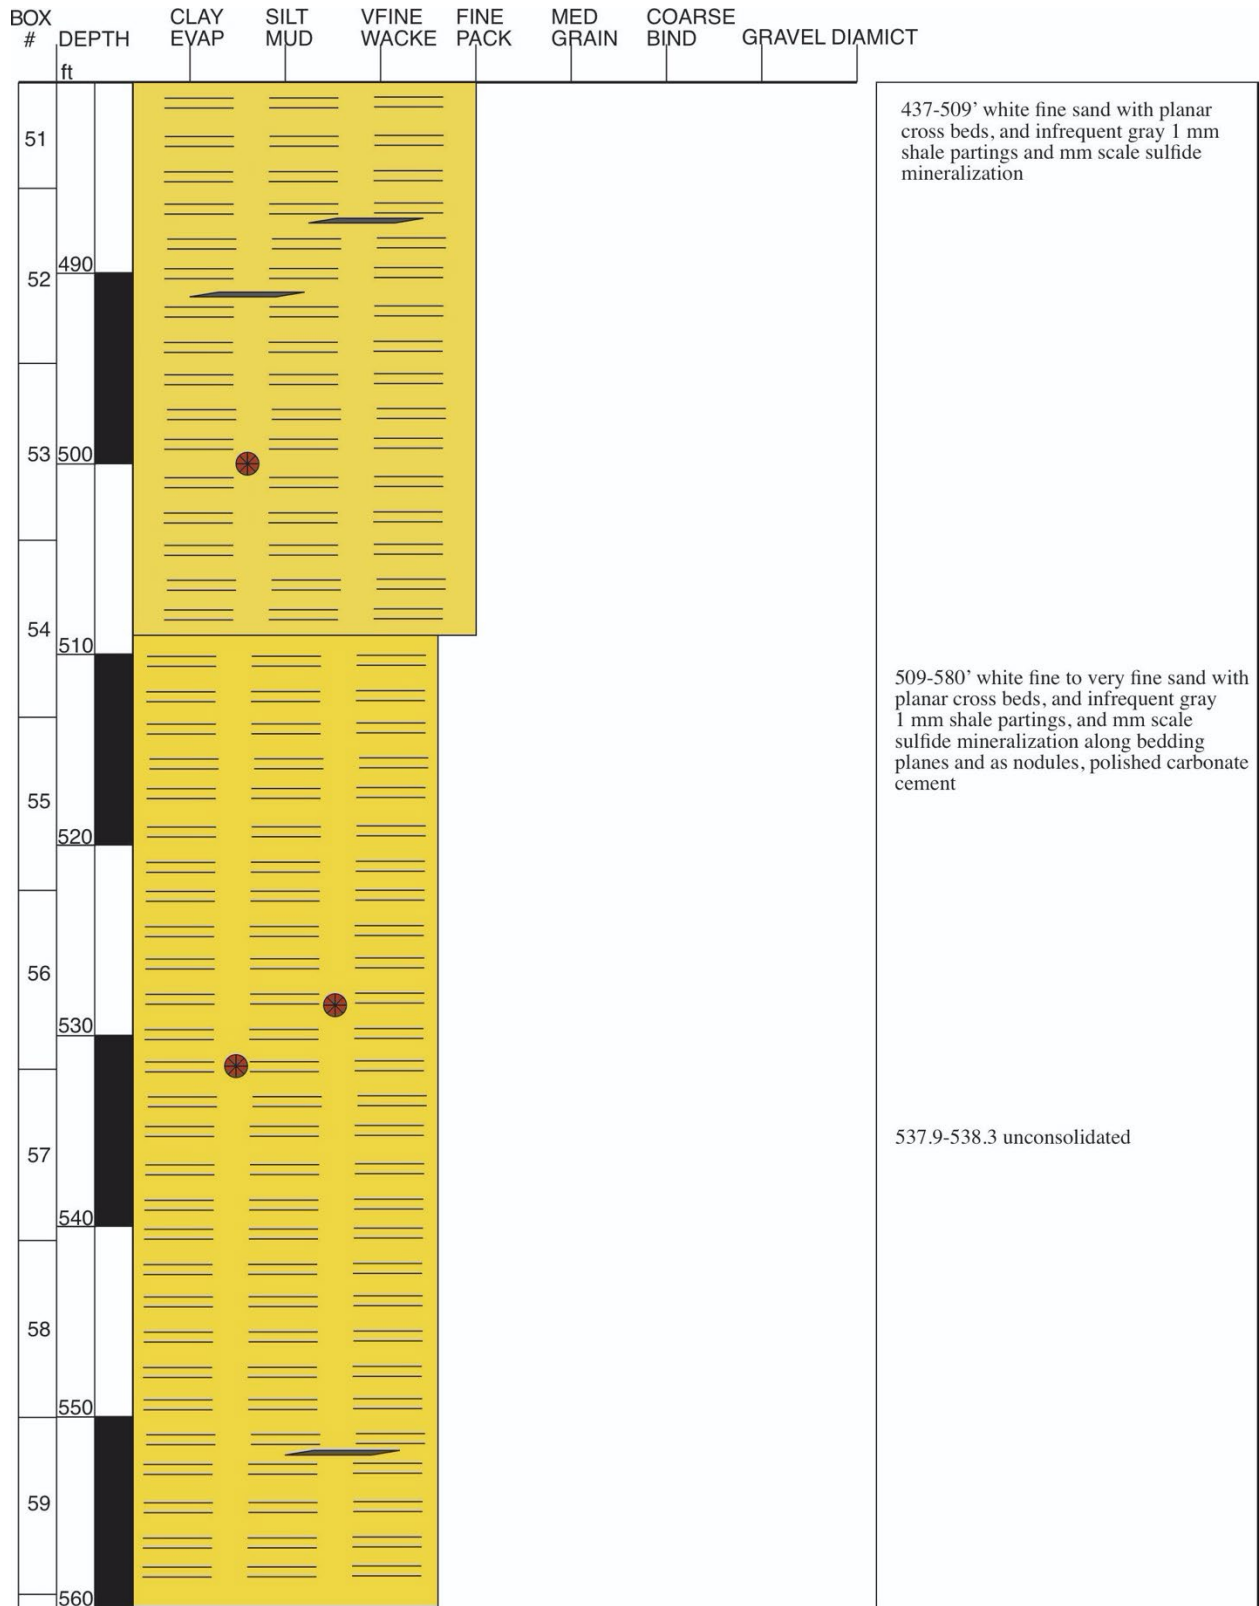 BOX # DEPTH CLAY EVAP SILT MUD VFINE WACKE FINE PACK MED GRAIN COARSE BIND GRAVEL DIAMICT
ft
437-509’ white fine sand with planar
cross beds, and infrequent gray 1 mm
shale partings and mm scale sulfide
mineralization
51
490
52
53
500
54
510
509-580’ white fine to very fine sand with
planar cross beds, and infrequent gray
1 mm shale partings, and mm scale
sulfide mineralization along bedding
planes and as nodules, polished carbonate
cement
55
520
56
530
537.9-538.3 unconsolidated
57
540
58
550
59
560